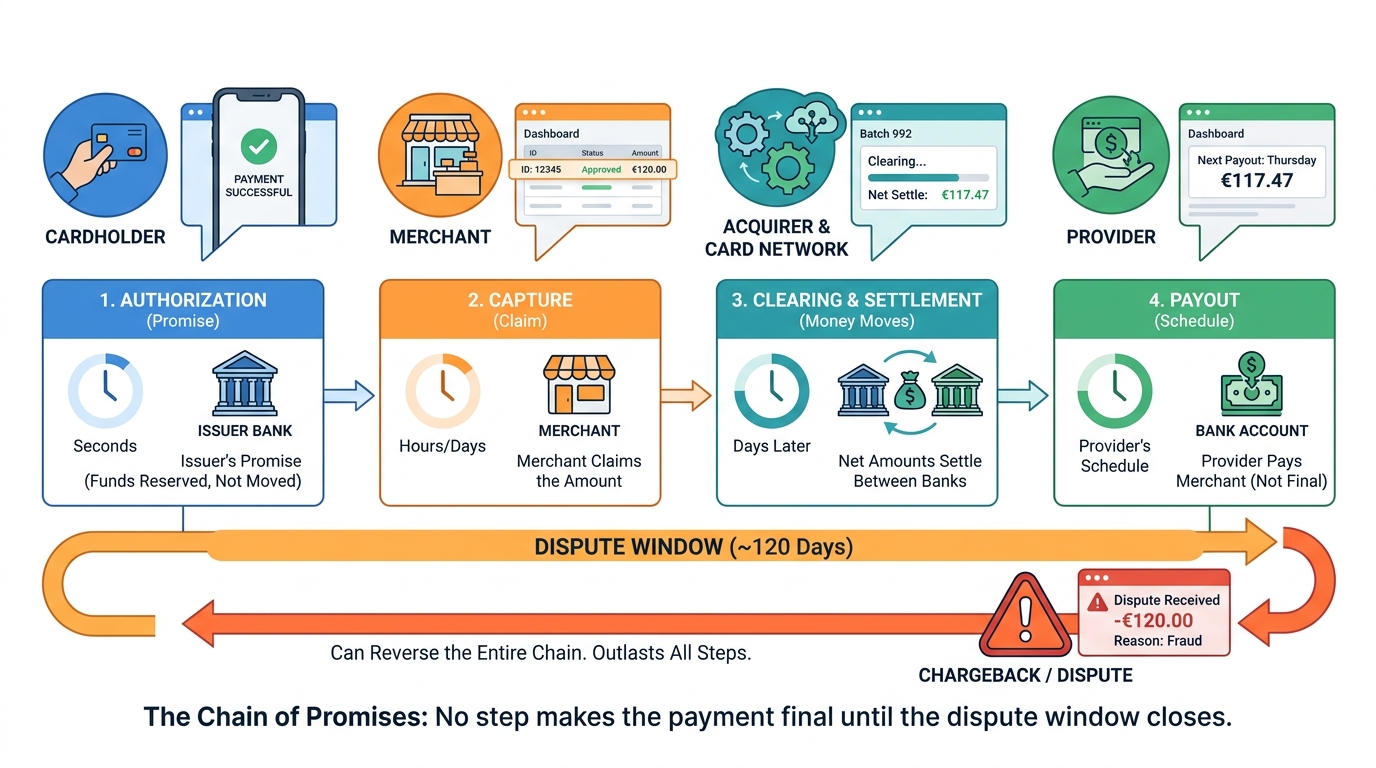 PAYMENT
SUCCESSFUL
CARDHOLDER
Dashboard
ID Status Amount
ID: 12345 Approved €120.00
MERCHANT
Batch 992
Clearing...
Net Settle: €117.47
ACQUIRER &
CARD NETWORK
Dashboard
Next Payout: Thursday
€117.47
PROVIDER
1. AUTHORIZATION
(Promise)
Seconds
ISSUER BANK
Issuer's Promise
(Funds Reserved, Not Moved)
2. CAPTURE
(Claim)
Hours/Days
MERCHANT
Merchant Claims
the Amount
3. CLEARING & SETTLEMENT
(Money Moves)
$
Days Later
Net Amounts Settle
Between Banks
4. PAYOUT
(Schedule)
$
Provider's
Schedule
BANK ACCOUNT
Provider Pays
Merchant (Not Final)
DISPUTE WINDOW (~120 Days)
Dispute Received
-€120.00
Reason: Fraud
Can Reverse the Entire Chain. Outlasts All Steps.
CHARGEBACK / DISPUTE
The Chain of Promises: No step makes the payment final until the dispute window closes.